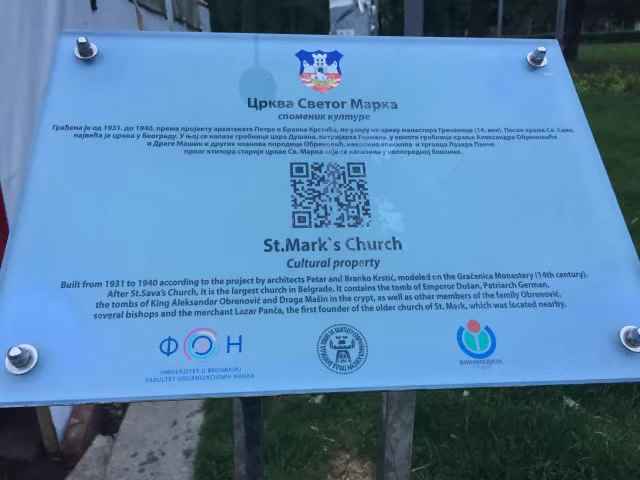 Црква Светог Марка
споменик културе
Грађена је од 1931. до 1940. према пројекту архитеката Петра и Бранка Крстића, по узору на цркву манастира Грачанице (14. век). После храма Св. Саве,
највећа је црква у Београду. У њој се налазе гробнице цара Душана, патријарха Германа, у крипти гробница краља Александра Обреновића
и Драге Машин и других чланова породице Обреновић, неколико епископа и трговца Лазара Панче
првог ктитора старије цркве Св. Марка која се налазила у непосредној близини.
St.Mark`s Church
Cultural property
Built from 1931 to 1940 according to the project by architects Petar and Branko Krstić, modeled on the Gračanica Monastery (14th century).
After St.Sava's Church, it is the largest church in Belgrade. It contains the tomb of Emperor Dušan, Patriarch German,
the tombs of King Aleksandar Obrenović and Draga Mašin in the crypt, as well as other members of the family Obrenović,
several bishops and the merchant Lazar Panča, the first founder of the older church of St. Mark, which was located nearby.
ФОН
UNIVERZITET U BEOGRADU
FAKULTET ORGANIZACIONIH NAUKA
ВИКИМЕДИЈА